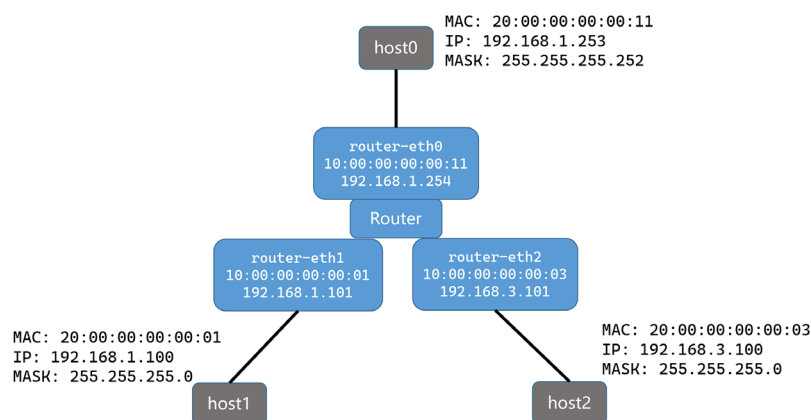 host0
MAC: 20:00:00:00:00:11
IP: 192.168.1.253
MASK: 255.255.255.252
router-eth0
10:00:00:00:00:11
192.168.1.254
Router
router-eth1
10:00:00:00:00:01
192.168.1.101
router-eth2
10:00:00:00:00:03
192.168.3.101
MAC: 20:00:00:00:00:01
IP: 192.168.1.100
MASK: 255.255.255.0
host1
MAC: 20:00:00:00:00:03
IP: 192.168.3.100
MASK: 255.255.255.0
host2